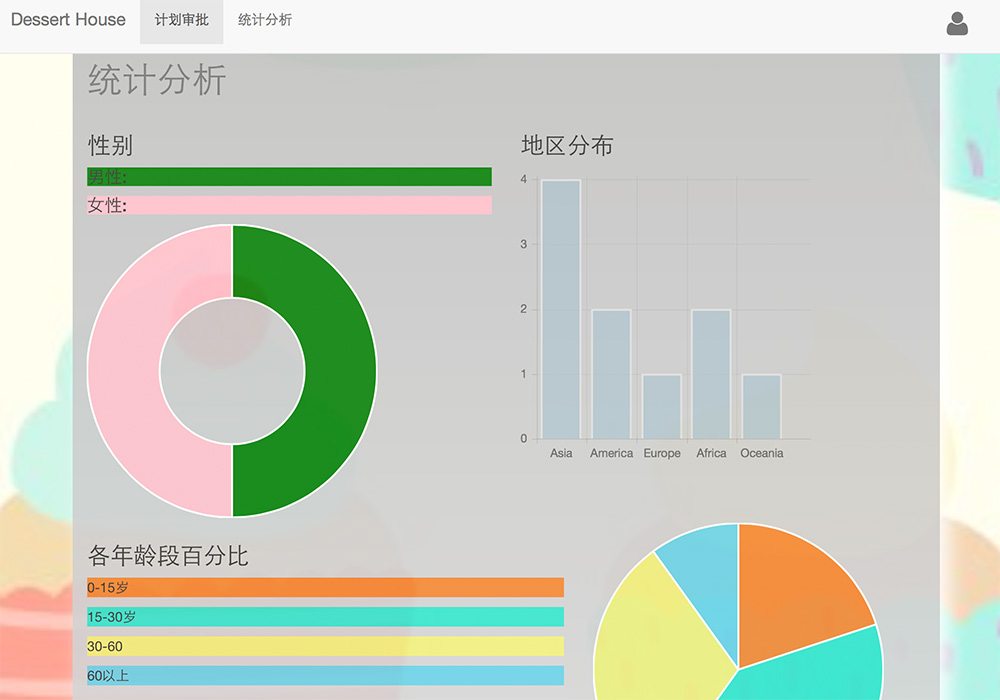 Dessert House 计划审批 统计分析
统计分析
性别
男性:
女性:
地区分布
4
3
2
1
0
Asia America Europe Africa Oceania
各年龄段百分比
0-15岁
15-30岁
30-60
60以上